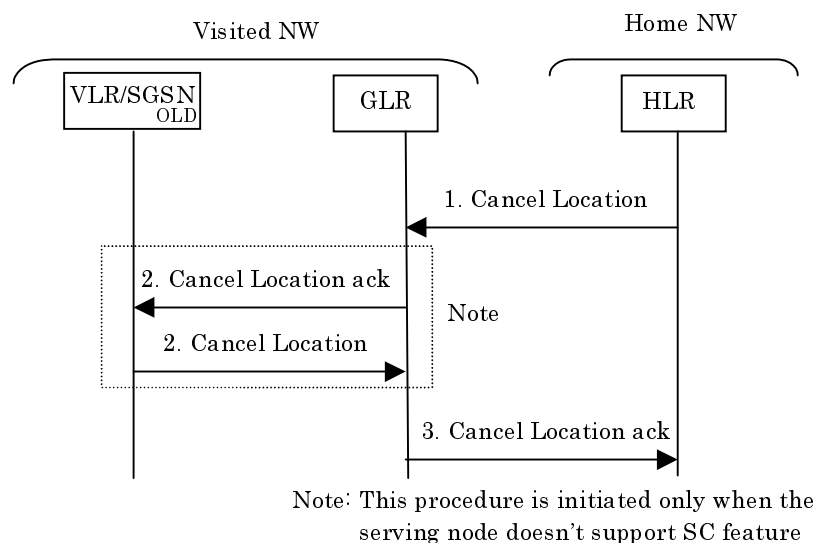 Visited NW
Home NW
VLR/SGSN
OLD
GLR
HLR
1. Cancel Location
2. Cancel Location ack
Note
2. Cancel Location
3. Cancel Location ack
Note: This procedure is initiated only when the
serving node doesn't support SC feature